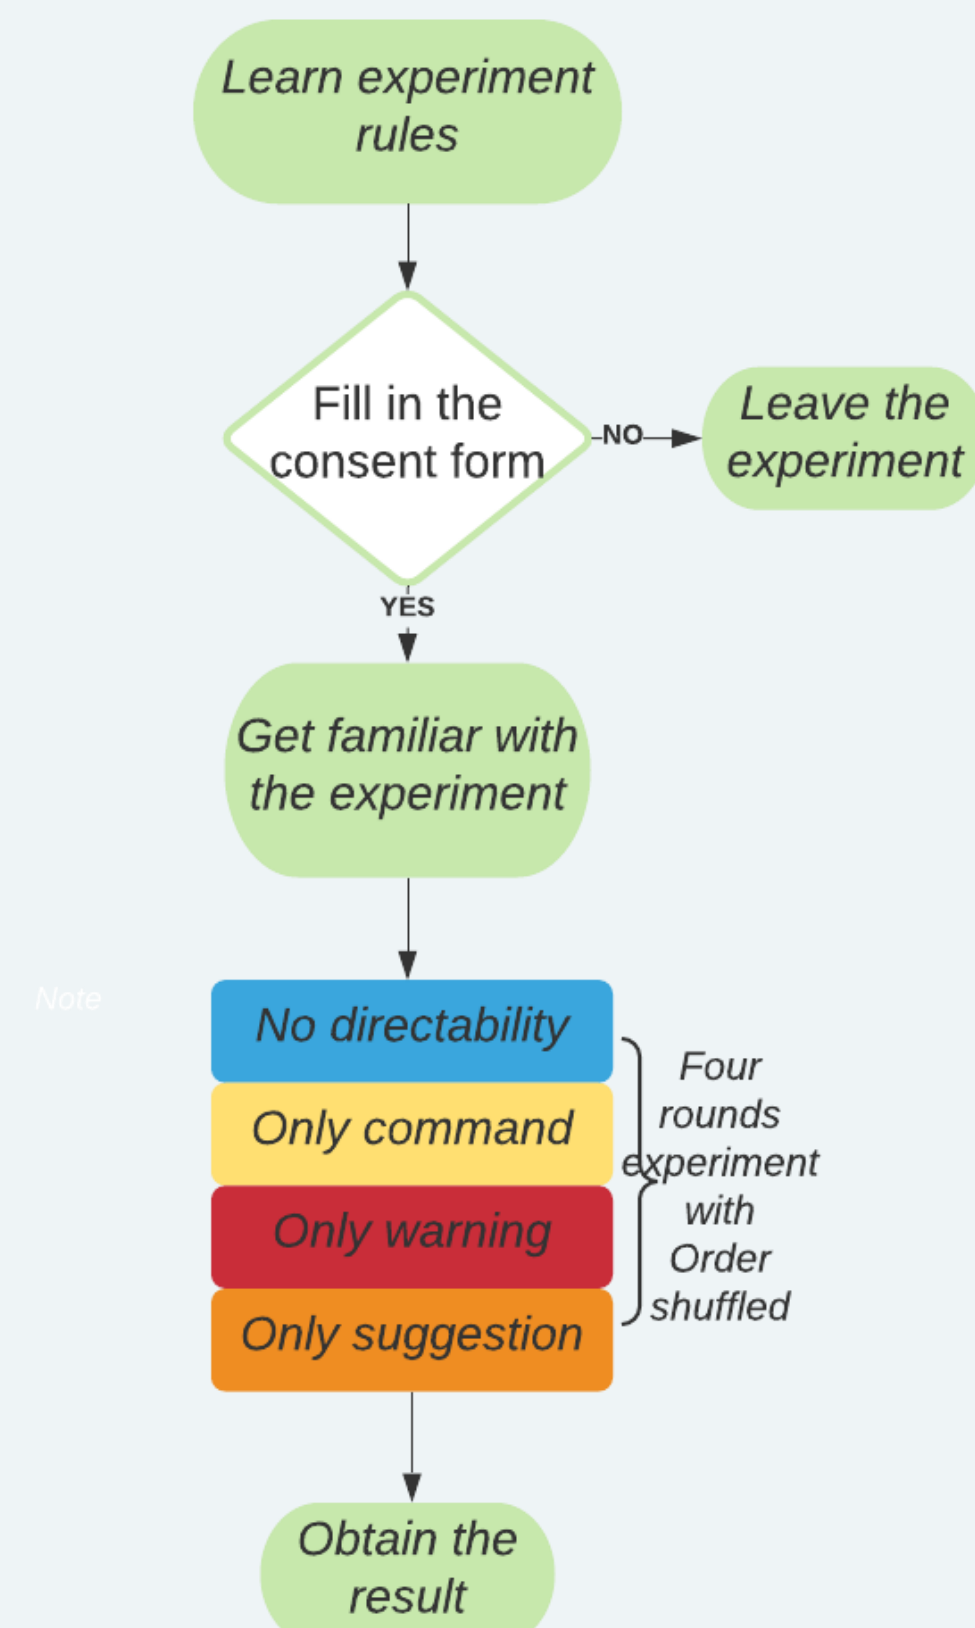 Learn experiment
rules
Fill in the
consent form
NO
Leave the
experiment
YES
Get familiar with
the experiment
Note
No directability
Only command
Only warning
Only suggestion
Four
rounds
experiment
with
Order
shuffled
Obtain the
result